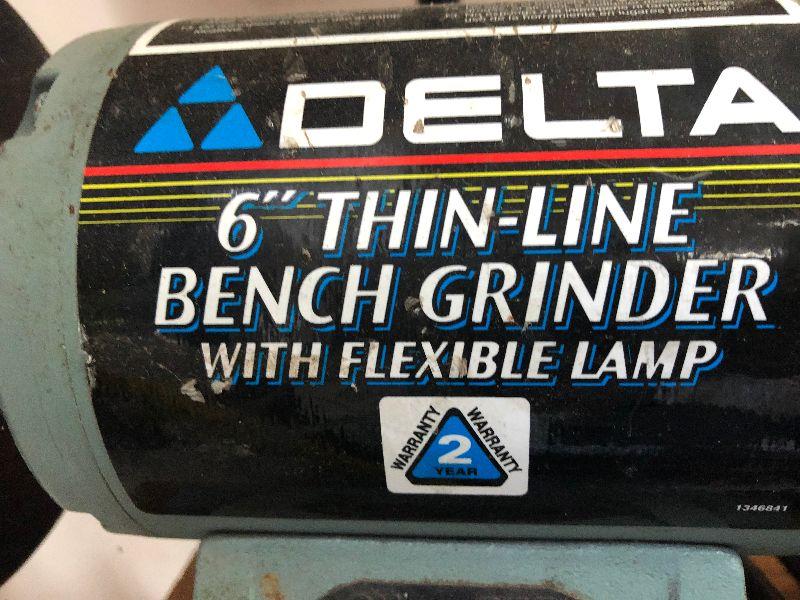 DELTA
6" THIN-LINE
BENCH GRINDER
WITH FLEXIBLE LAMP
WARRANTY WARRANTY
2
YEAR
1346841